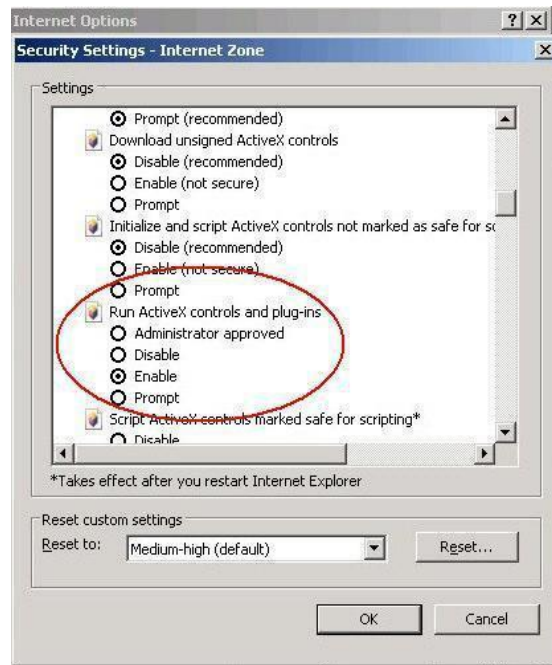 Internet Options
Security Settings - Internet Zone
Settings
Prompt (recommended)
Download unsigned ActiveX controls
Disable (recommended)
Enable (not secure)
Prompt
Initialize and script ActiveX controls not marked as safe for sc
Disable (recommended)
Enable (not secure)
Prompt
Run ActiveX controls and plug-ins
Administrator approved
Disable
Enable
Prompt
Script ActiveX controls marked safe for scripting*
Disable
*Takes effect after you restart Internet Explorer
Reset custom settings
Reset to: Medium-high (default) Reset...
OK Cancel